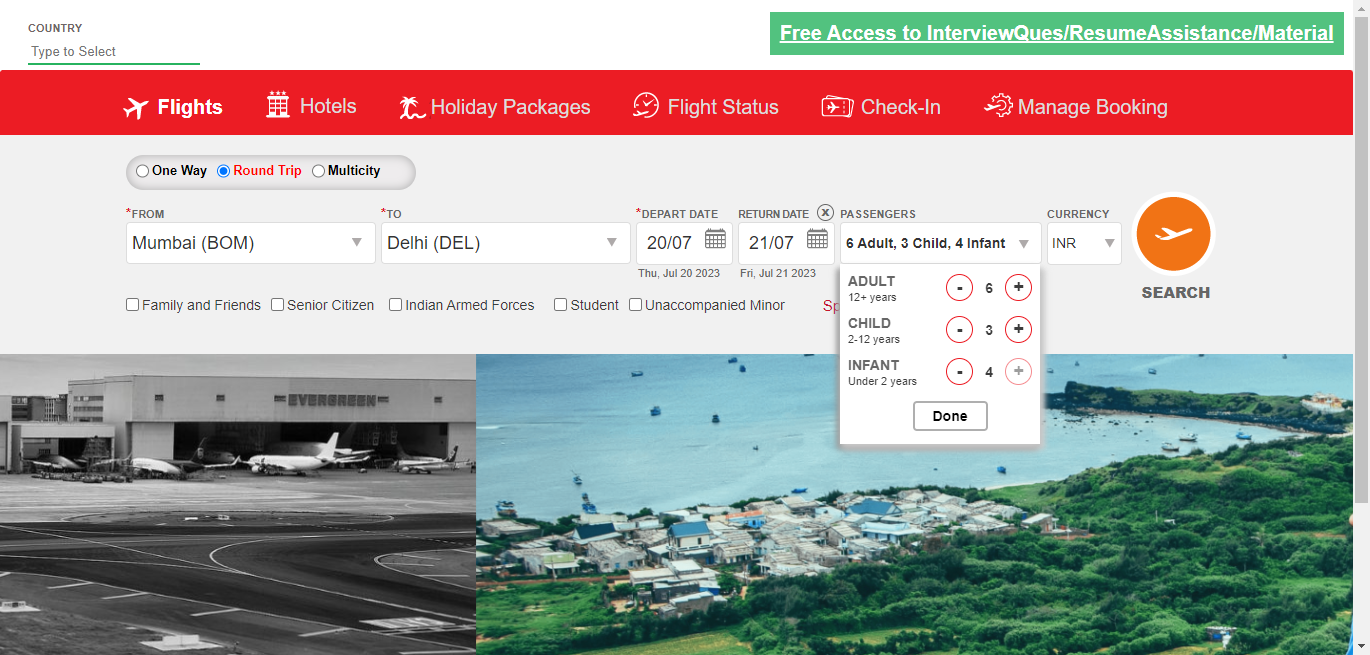 COUNTRY
Type to Select
Free Access to InterviewQues/ResumeAssistance/Material
Flights Hotels Holiday Packages Flight Status Check-In Manage Booking
One Way Round Trip Multicity
*FROM *TO *DEPART DATE RETURN DATE X PASSENGERS CURRENCY
Mumbai (BOM) Delhi (DEL) 20/07 21/07 6 Adult, 3 Child, 4 Infant INR
Thu, Jul 20 2023 Fri, Jul 21 2023
SEARCH
Family and Friends Senior Citizen Indian Armed Forces Student Unaccompanied Minor
ADULT
12+ years
- 6 +
CHILD
2-12 years
- 3 +
INFANT
Under 2 years
- 4 +
Done
EVERGREEN